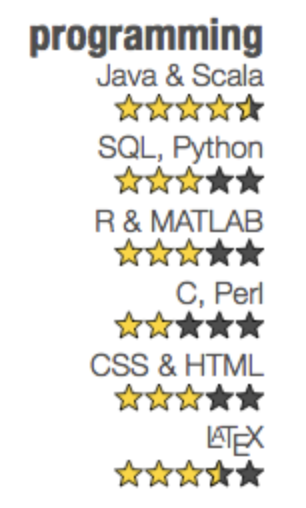 programming
Java & Scala
SQL, Python
R & MATLAB
C, Perl
CSS & HTML
LATEX